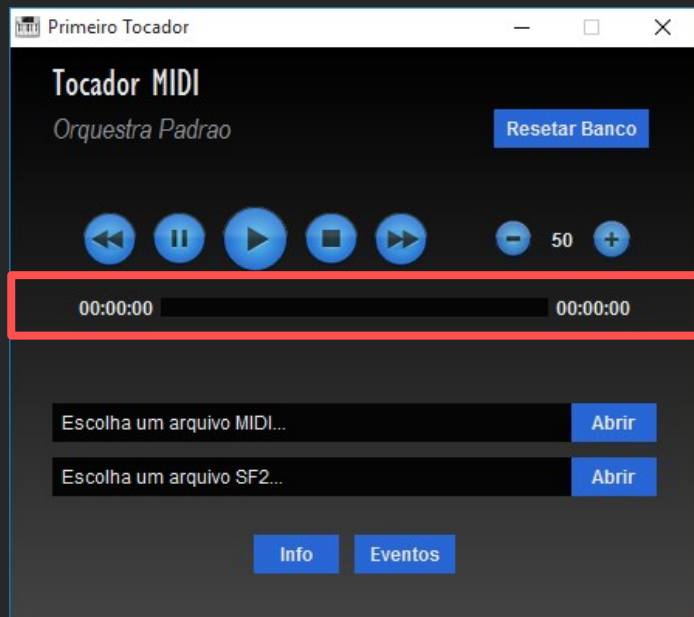 Primeiro Tocador
Tocador MIDI
Orquestra Padrao
Resetar Banco
50
00:00:00 00:00:00
Escolha um arquivo MIDI... Abrir
Escolha um arquivo SF2... Abrir
Info Eventos